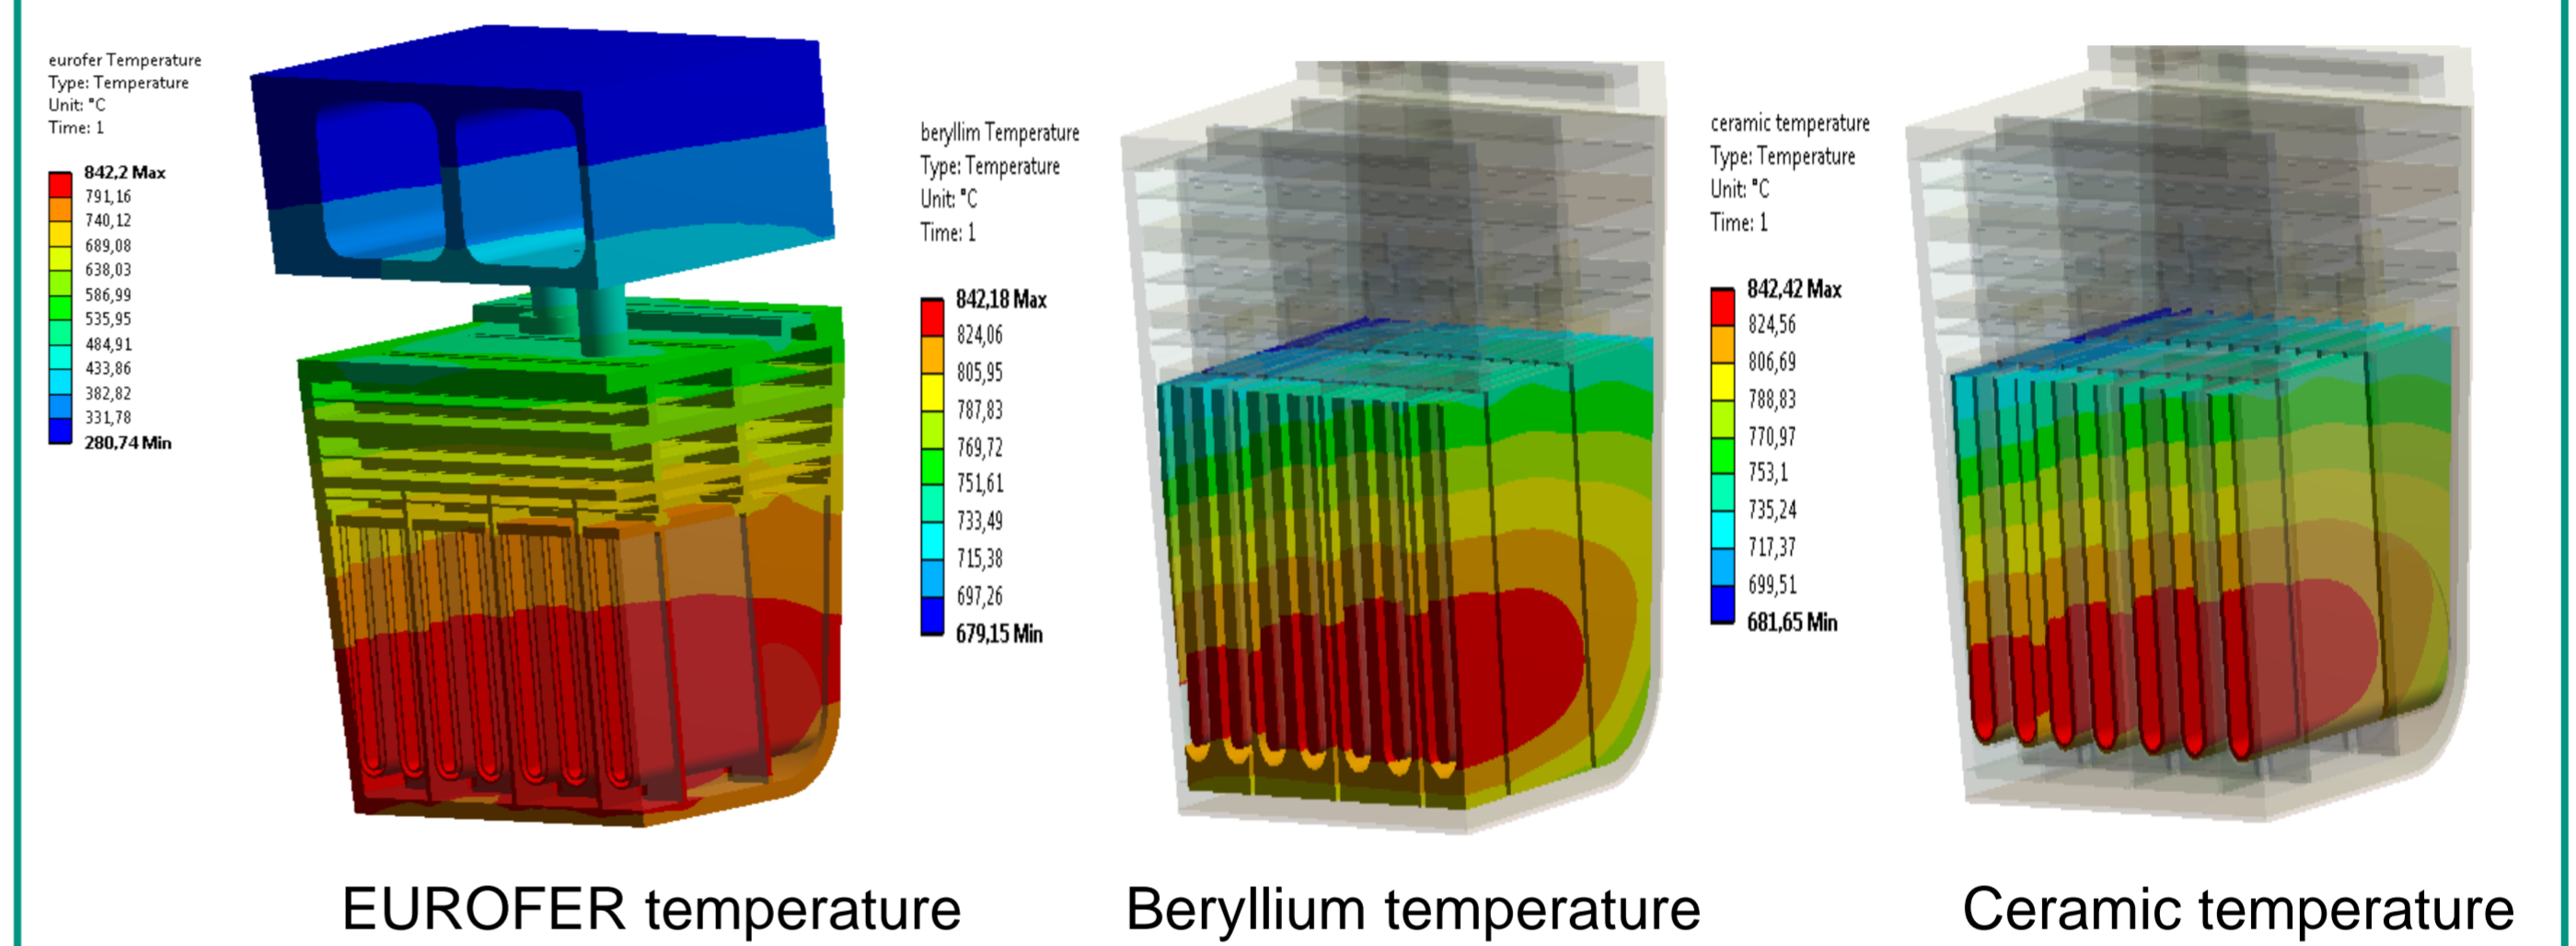 eurofer Temperature
Type: Temperature
Unit: °C
Time: 1
842,2 Max
791,16
740,12
689,08
638,03
586,99
535,95
484,91
433,86
382,82
331,78
280,74 Min
beryllim Temperature
Type: Temperature
Unit: °C
Time: 1
842,18 Max
824,06
805,95
787,83
769,72
751,61
733,49
715,38
697,26
679,15 Min
ceramic temperature
Type: Temperature
Unit: °C
Time: 1
842,42 Max
824,56
806,69
788,83
770,97
753,1
735,24
717,37
699,51
681,65 Min
EUROFER temperature
Beryllium temperature
Ceramic temperature